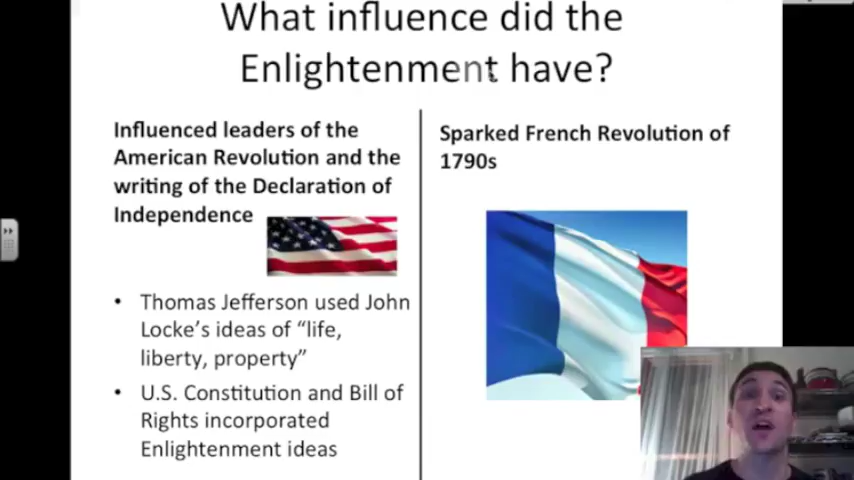 What influence did the
Enlightenment have?
Influenced leaders of the
American Revolution and the
writing of the Declaration of
Independence
• Thomas Jefferson used John
Locke's ideas of “life,
liberty, property”
• U.S. Constitution and Bill of
Rights incorporated
Enlightenment ideas
Sparked French Revolution of
1790s